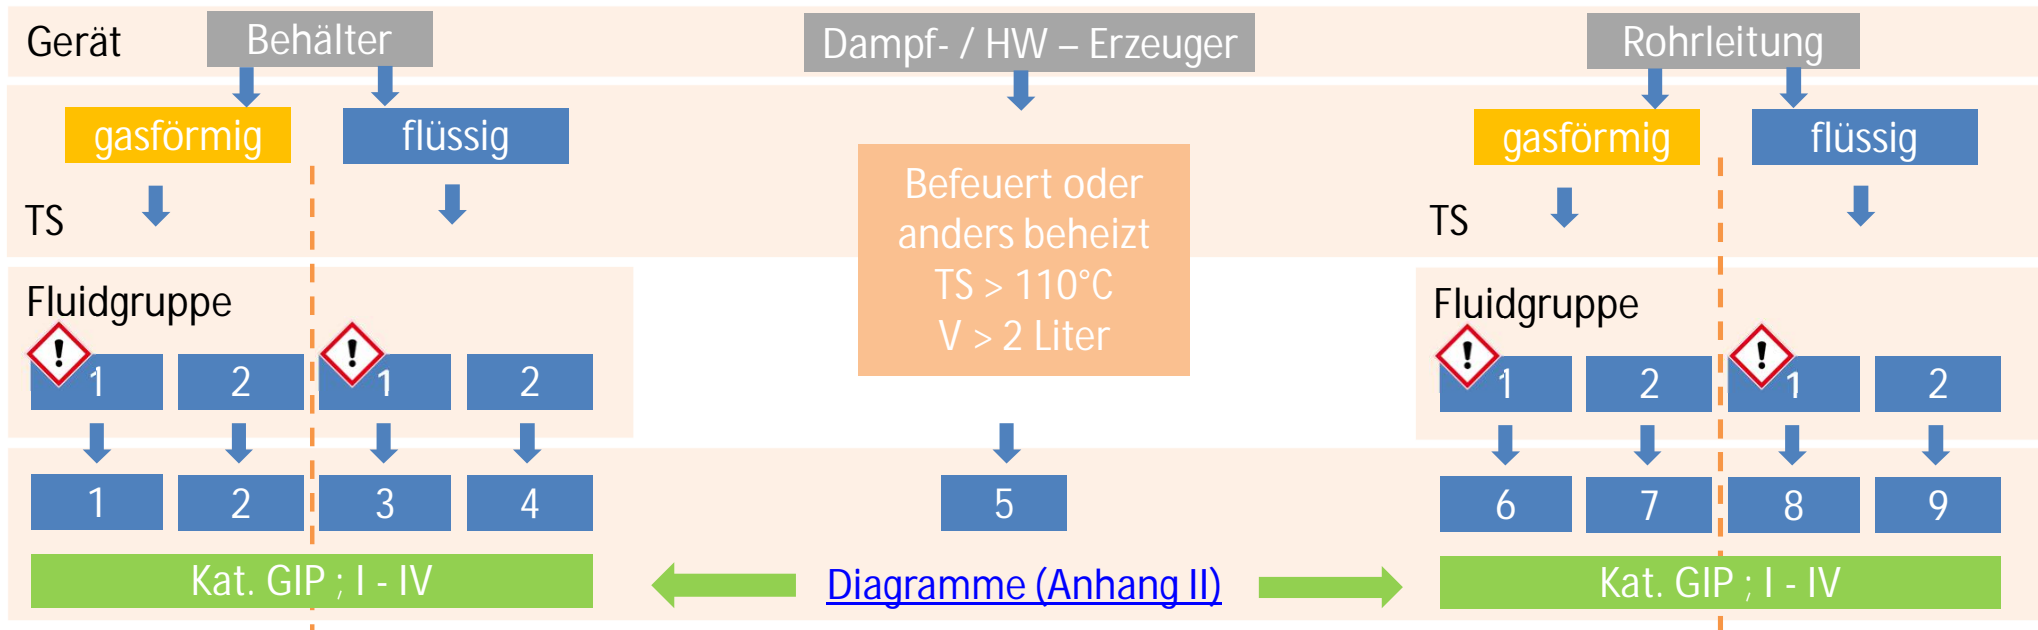 Gerät
Behälter
Dampf- / HW – Erzeuger
Rohrleitung
gasförmig
flüssig
gasförmig
flüssig
TS
Befeuert oder
anders beheizt
TS > 110°C
V > 2 Liter
TS
Fluidgruppe
Fluidgruppe
! 1
2
! 1
2
! 1
2
! 1
2
1
2
3
4
5
6
7
8
9
Kat. GIP ; I - IV
Diagramme (Anhang II)
Kat. GIP ; I - IV